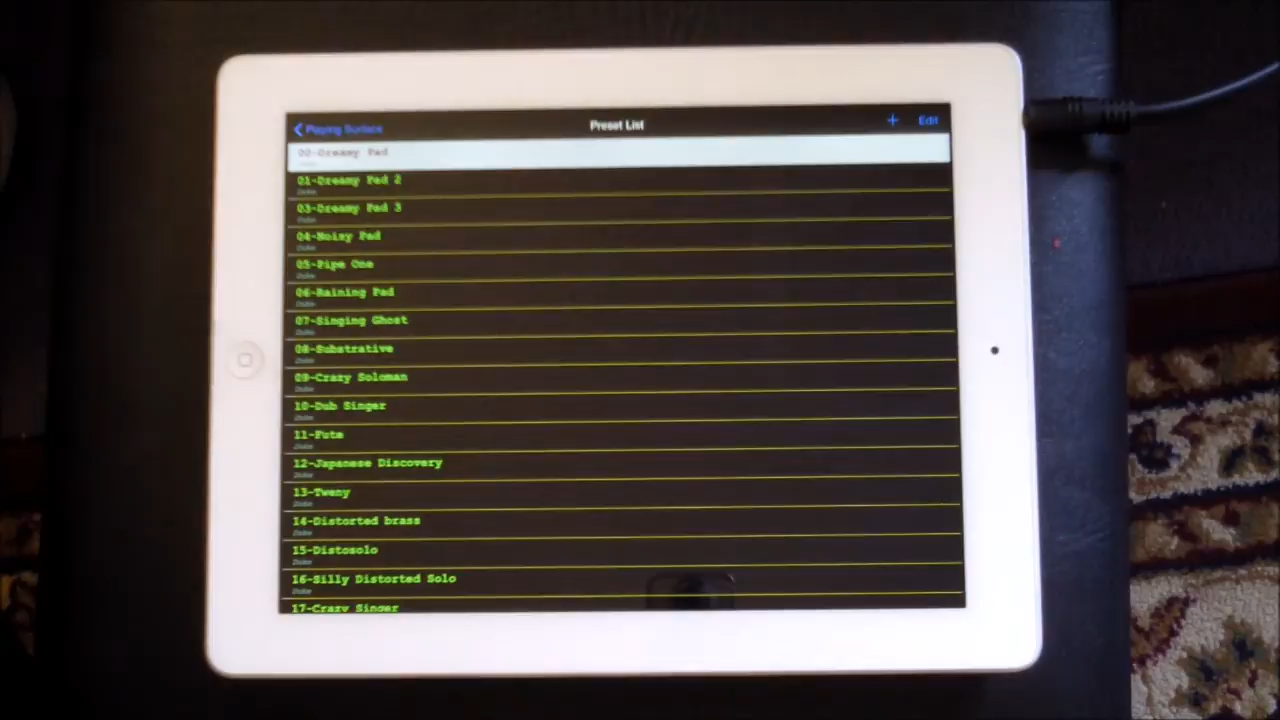 Playing Surface
Preset List
+ Edit
00-Dreamy Pad
01-Dreamy Pad 2
03-Dreamy Pad 3
04-Noisy Pad
05-Pipe One
06-Raining Pad
07-Singing Ghost
08-Substrative
09-Crazy Soloman
10-Dub Singer
11-Fute
12-Japanese Discovery
13-Tweny
14-Distorted brass
15-Distosolo
16-Silly Distorted Solo
17-Crazy Singer